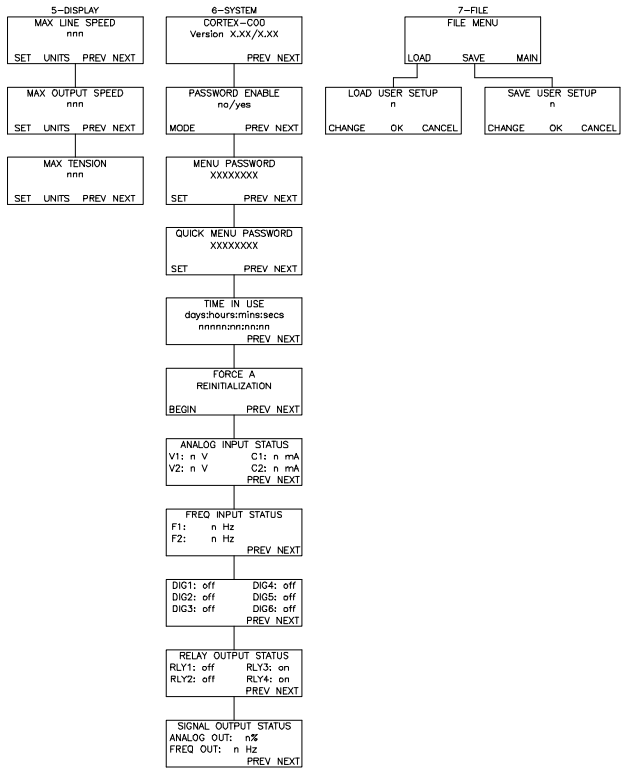 5-DISPLAY
MAX LINE SPEED
nnn
SET UNITS PREV NEXT
MAX OUTPUT SPEED
nnn
SET UNITS PREV NEXT
MAX TENSION
nnn
SET UNITS PREV NEXT
6-SYSTEM
CORTEX-C00
Version X.XX/X.XX
PREV NEXT
PASSWORD ENABLE
no/yes
MODE PREV NEXT
MENU PASSWORD
XXXXXXXX
SET PREV NEXT
QUICK MENU PASSWORD
XXXXXXXX
SET PREV NEXT
TIME IN USE
days:hours:mins:secs
nnnnn:nn:nn:nn
PREV NEXT
FORCE A
REINITIALIZATION
BEGIN PREV NEXT
ANALOG INPUT STATUS
V1: n V C1: n mA
V2: n V C2: n mA
PREV NEXT
FREQ INPUT STATUS
F1: n Hz
F2: n Hz
PREV NEXT
DIG1: off DIG4: off
DIG2: off DIG5: off
DIG3: off DIG6: off
PREV NEXT
RELAY OUTPUT STATUS
RLY1: off RLY3: on
RLY2: off RLY4: on
PREV NEXT
SIGNAL OUTPUT STATUS
ANALOG OUT: n%
FREQ OUT: n Hz
PREV NEXT
7-FILE
FILE MENU
LOAD SAVE MAIN
LOAD USER SETUP
n
CHANGE OK CANCEL
SAVE USER SETUP
n
CHANGE OK CANCEL